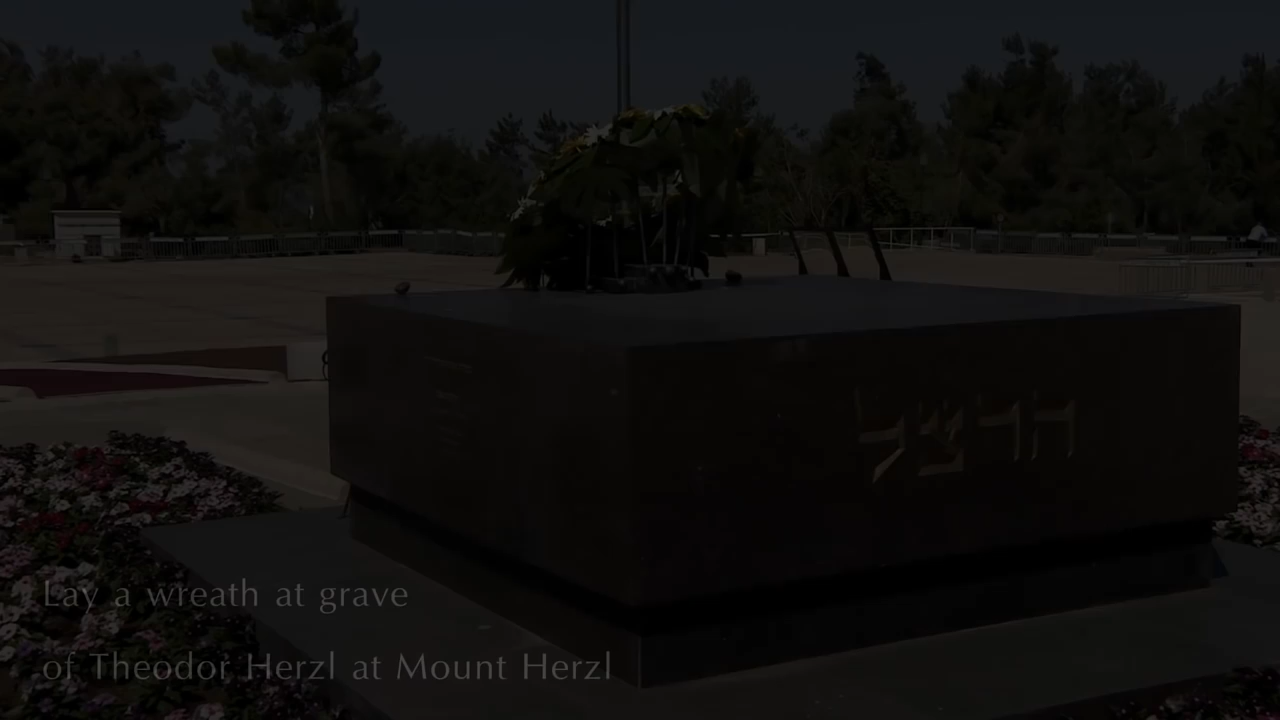 Lay a wreath at grave
of Theodor Herzl at Mount Herzl
הרצל